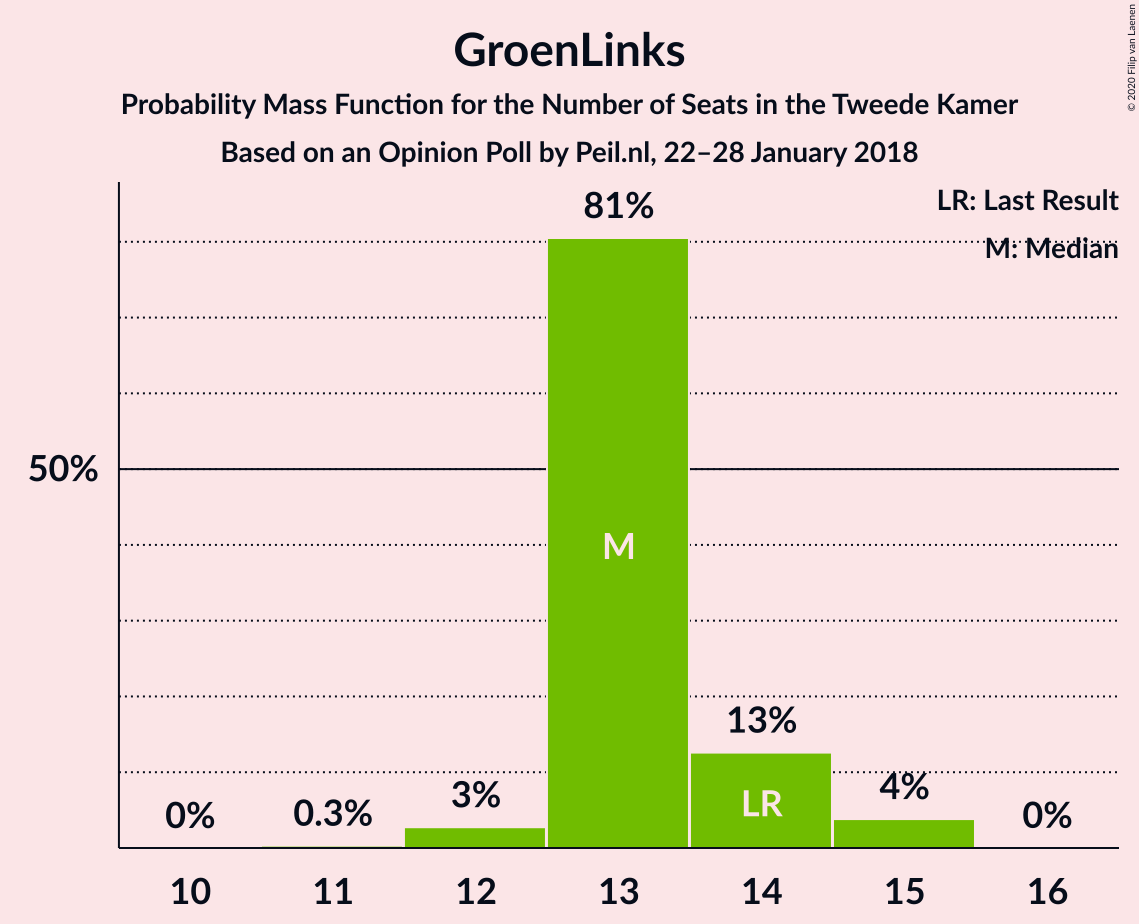 GroenLinks
Probability Mass Function for the Number of Seats in the Tweede Kamer
Based on an Opinion Poll by Peil.nl, 22–28 January 2018
© 2020 Filip van Laenen
LR: Last Result
M: Median
81%
50%
M
13%
LR
4%
3%
0.3%
0%
0%
10 11 12 13 14 15 16